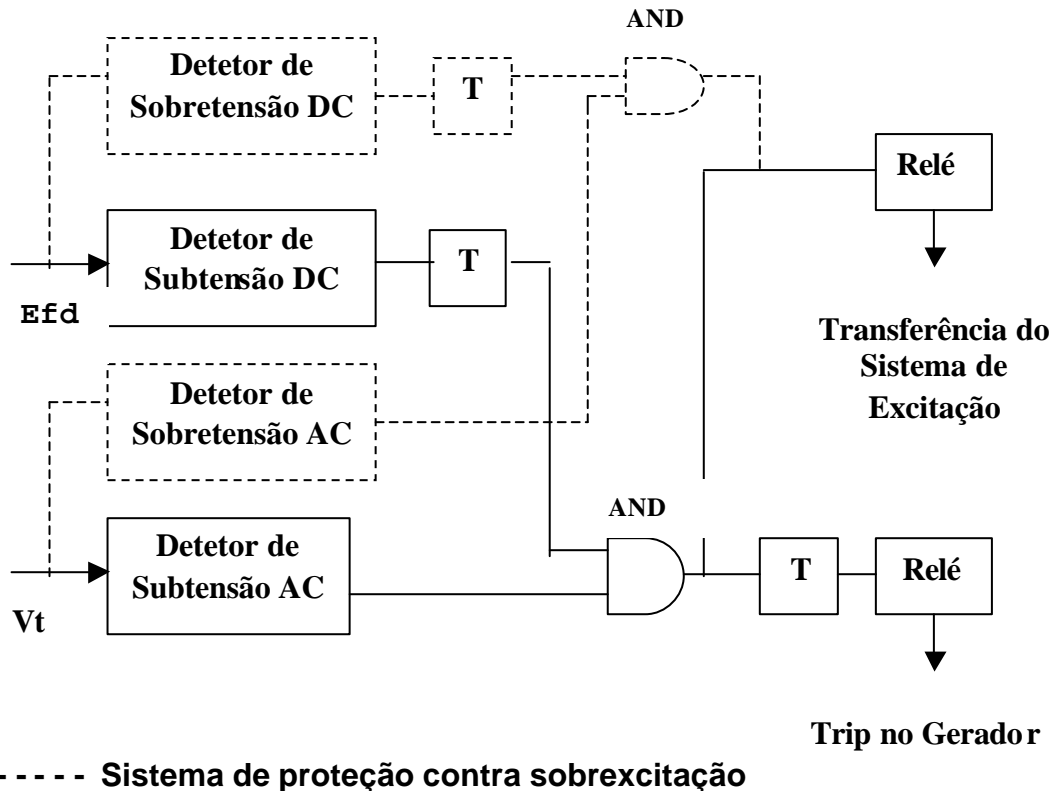 AND
Detetor de
Sobretensão DC
T
Relé
Detetor de
Subtensão DC
T
Efd
Transferência do
Sistema de
Excitação
Detetor de
Sobretensão AC
AND
Detetor de
Subtensão AC
T
Relé
Vt
Trip no Gerador
----- Sistema de proteção contra sobrexcitação